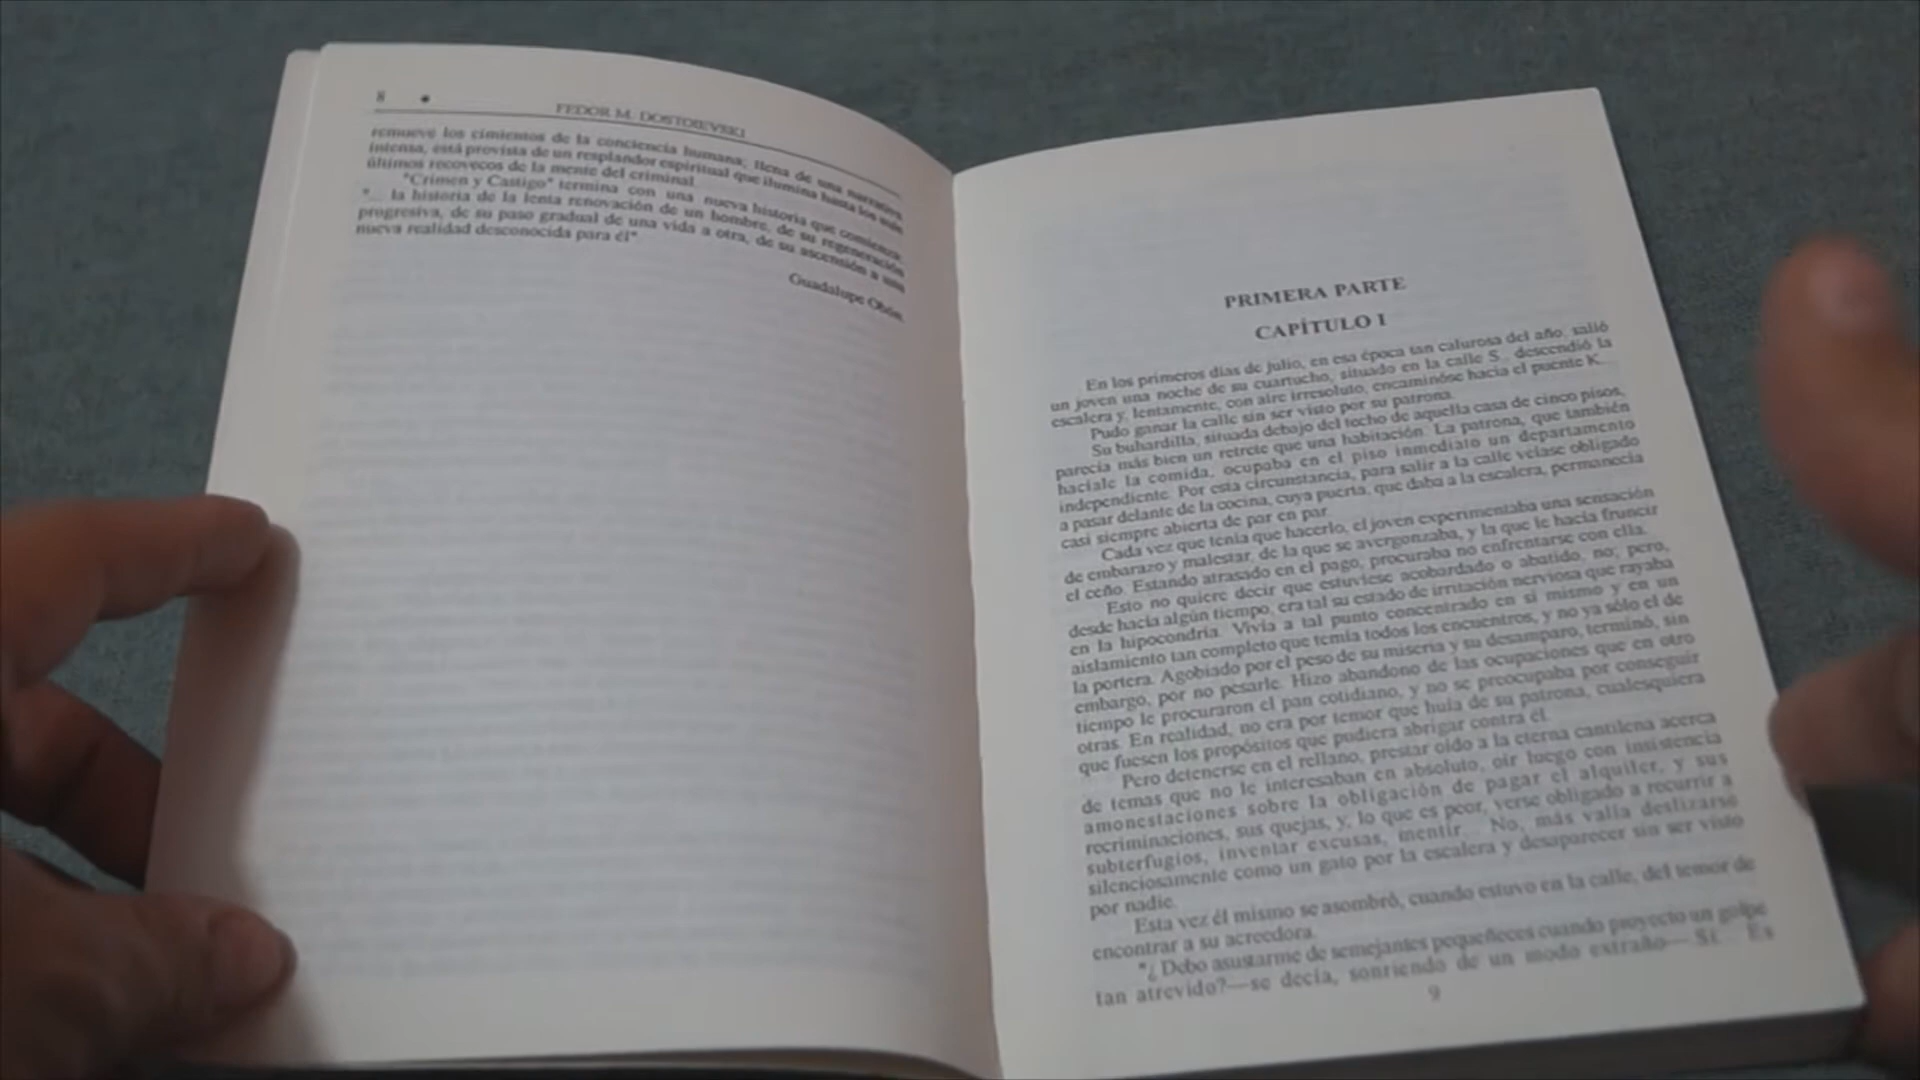 8 ◆ FEDOR M. DOSTOIEVSKI
remueve los cimientos de la conciencia humana; llena de una narrativa
intensa, está provista de un resplandor espiritual que ilumina hasta los más
últimos recovecos de la mente del criminal.
"Crimen y Castigo" termina con una nueva historia que comienza:
"... la historia de la lenta renovación de un hombre, de su regeneración
progresiva, de su paso gradual de una vida a otra, de su ascensión a una
nueva realidad desconocida para él"
Guadalupe Obón.
PRIMERA PARTE
CAPÍTULO I
En los primeros días de julio, en esa época tan calurosa del año, salió
un joven una noche de su cuartucho, situado en la calle S... descendió la
escalera y, lentamente, con aire irresoluto, encaminóse hacia el puente K...
Pudo ganar la calle sin ser visto por su patrona.
Su buhardilla, situada debajo del techo de aquella casa de cinco pisos,
parecía más bien un retrete que una habitación. La patrona, que también
hacíale la comida, ocupaba en el piso inmediato un departamento
independiente. Por esta circunstancia, para salir a la calle veíase obligado
a pasar delante de la cocina, cuya puerta, que daba a la escalera, permanecía
casi siempre abierta de par en par.
Cada vez que tenía que hacerlo, el joven experimentaba una sensación
de embarazo y malestar, de la que se avergonzaba, y la que le hacía fruncir
el ceño. Estando atrasado en el pago, procuraba no enfrentarse con ella.
Esto no quiere decir que estuviese acobardado o abatido, no; pero,
desde hacía algún tiempo, era tal su estado de irritación nerviosa que rayaba
en la hipocondría. Vivía a tal punto concentrado en sí mismo y en un
aislamiento tan completo que temía todos los encuentros, y no ya sólo el de
la portera. Agobiado por el peso de su miseria y su desamparo, terminó, sin
embargo, por no pesarle. Hizo abandono de las ocupaciones que en otro
tiempo le procuraron el pan cotidiano, y no se preocupaba por conseguir
otras. En realidad, no era por temor que huía de su patrona, cualesquiera
que fuesen los propósitos que pudiera abrigar contra él.
Pero detenerse en el rellano, prestar oído a la eterna cantilena acerca
de temas que no le interesaban en absoluto, oír luego con insistencia
amonestaciones sobre la obligación de pagar el alquiler, y sus
recriminaciones, sus quejas, y, lo que es peor, verse obligado a recurrir a
subterfugios, inventar excusas, mentir... No, más valía deslizarse
silenciosamente como un gato por la escalera y desaparecer sin ser visto
por nadie.
Esta vez él mismo se asombró, cuando estuvo en la calle, del temor de
encontrar a su acreedora.
"¿Debo asustarme de semejantes pequeñeces cuando proyecto un golpe
tan atrevido?—se decía, sonriendo de un modo extraño— Sí... Es
9